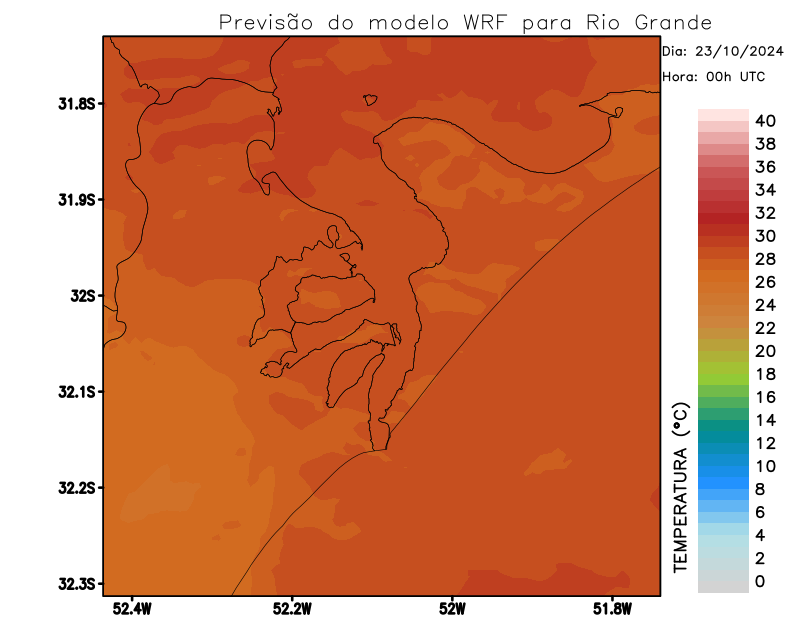 Previsão do modelo WRF para Rio Grande
Dia: 23/10/2024
Hora: 00h UTC
31.8S
31.9S
32S
32.1S
32.2S
32.3S
52.4W
52.2W
52W
51.8W
TEMPERATURA (°C)
40
38
36
34
32
30
28
26
24
22
20
18
16
14
12
10
8
6
4
2
0